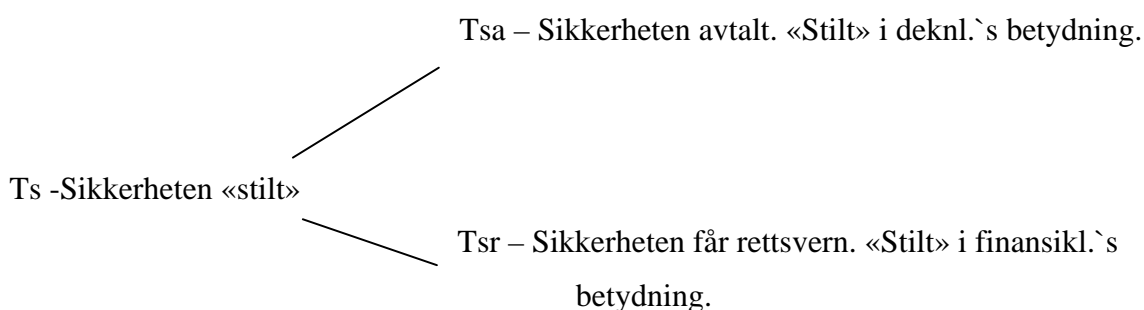 Tsa – Sikkerheten avtalt. «Stilt» i deknl.`s betydning.
Ts -Sikkerheten «stilt»
Tsr – Sikkerheten får rettsvern. «Stilt» i finansikl.`s
betydning.